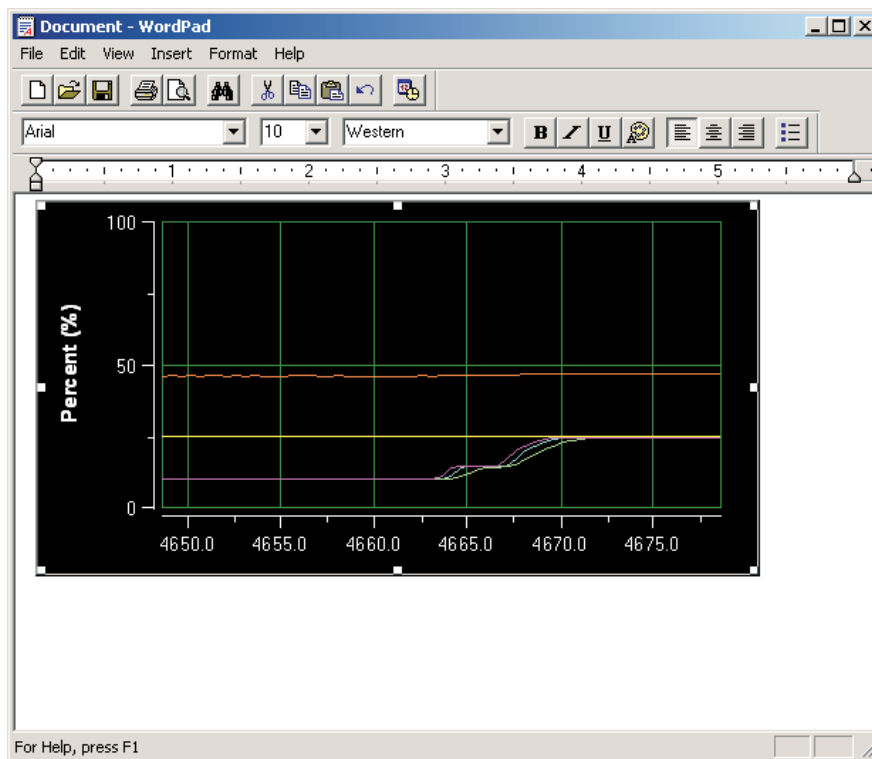 Document - WordPad
File Edit View Insert Format Help
Arial 10 Western B I U
1 2 3 4 5
100
50
0
Percent (%)
4650.0 4655.0 4660.0 4665.0 4670.0 4675.0
For Help, press F1